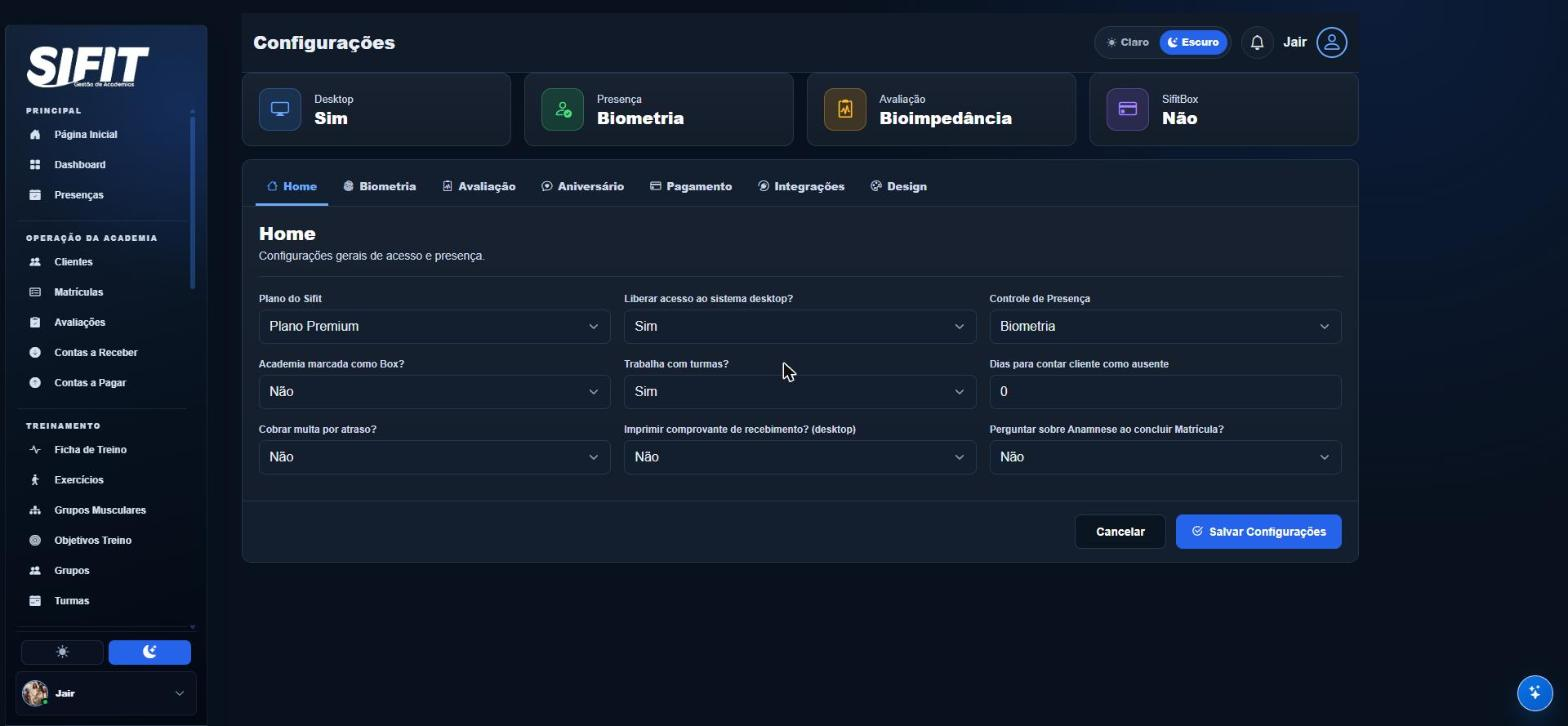 SIFIT
Gestão de Academias
PRINCIPAL
Página Inicial
Dashboard
Presenças
OPERAÇÃO DA ACADEMIA
Clientes
Matrículas
Avaliações
Contas a Receber
Contas a Pagar
TREINAMENTO
Ficha de Treino
Exercícios
Grupos Musculares
Objetivos Treino
Grupos
Turmas
Jair
Configurações
Claro
Escuro
Jair
Desktop
Sim
Presença
Biometria
Avaliação
Bioimpedância
SifitBox
Não
Home
Biometria
Avaliação
Aniversário
Pagamento
Integrações
Design
Home
Configurações gerais de acesso e presença.
Plano do Sifit
Plano Premium
Liberar acesso ao sistema desktop?
Sim
Controle de Presença
Biometria
Academia marcada como Box?
Não
Trabalha com turmas?
Sim
Dias para contar cliente como ausente
0
Cobrar multa por atraso?
Não
Imprimir comprovante de recebimento? (desktop)
Não
Perguntar sobre Anamnese ao concluir Matrícula?
Não
Cancelar
Salvar Configurações